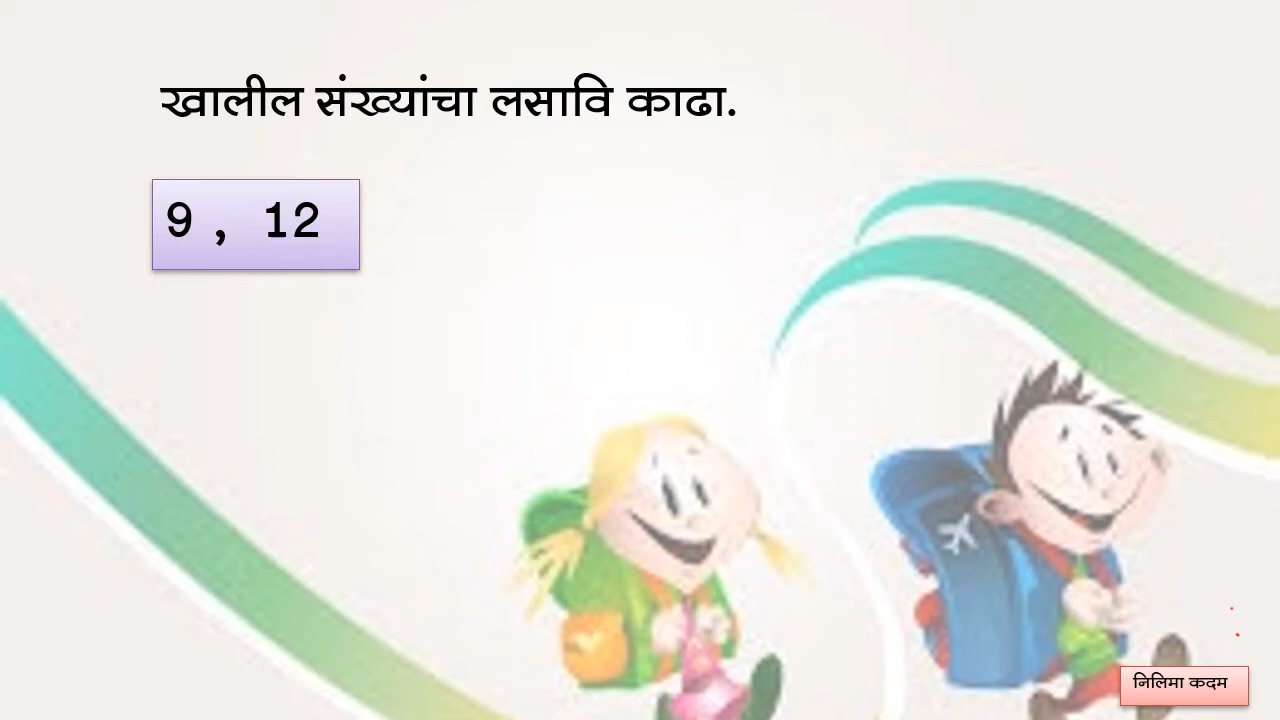 खालील संख्यांचा लसावि काढा.
9 , 12
निलिमा कदम